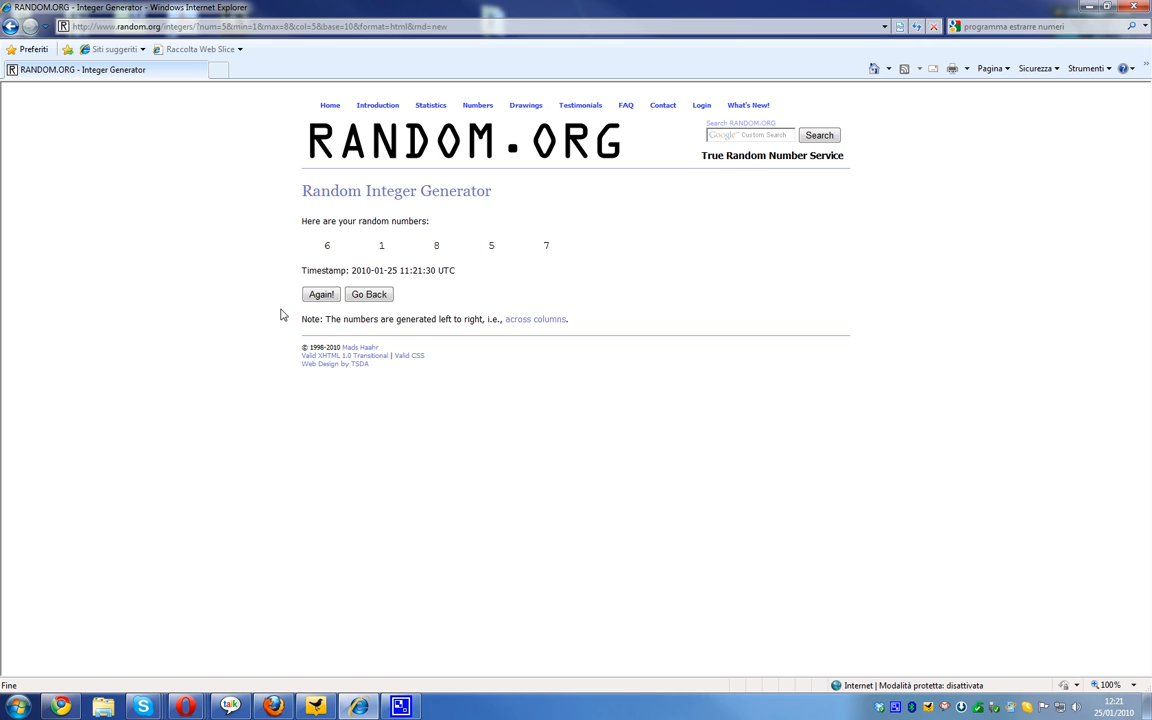 RANDOM.ORG - Integer Generator - Windows Internet Explorer
http://www.random.org/integers/?num=5&min=1&max=8&col=5&base=10&format=html&rnd=new
programma estrarre numeri
Preferiti Siti suggeriti Raccolta Web Slice
RANDOM.ORG - Integer Generator
Pagina Sicurezza Strumenti
Home Introduction Statistics Numbers Drawings Testimonials FAQ Contact Login What's New!
Search RANDOM.ORG
RANDOM.ORG
Google™ Custom Search Search
True Random Number Service
Random Integer Generator
Here are your random numbers:
6 1 8 5 7
Timestamp: 2010-01-25 11:21:30 UTC
Again! Go Back
Note: The numbers are generated left to right, i.e., across columns.
© 1998-2010 Mads Haahr
Valid XHTML 1.0 Transitional | Valid CSS
Web Design by TSDA
Fine
Internet | Modalità protetta: disattivata
100%
talk
12:21
25/01/2010